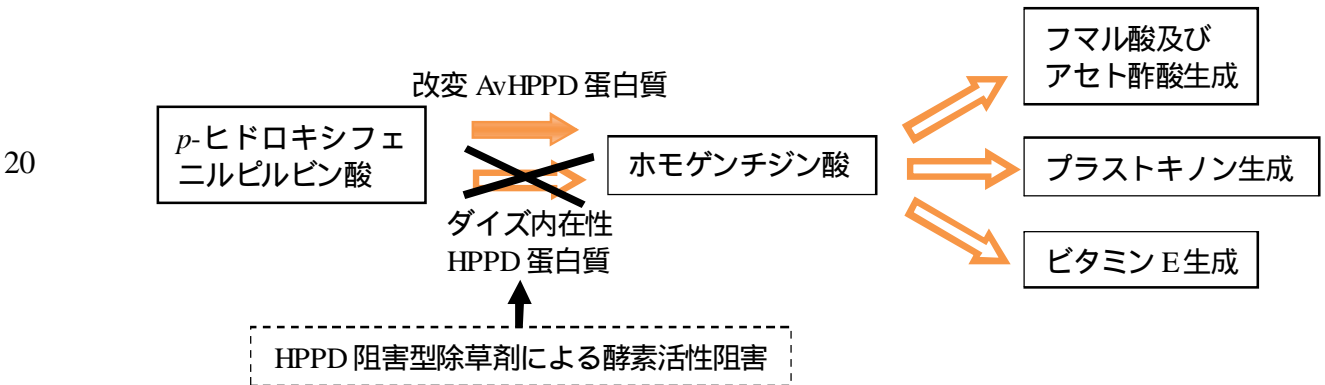 フマル酸及び
アセト酢酸生成
改変 AvHPPD 蛋白質
p-ヒドロキシフェ
ニルピルビン酸
20
ホモゲンチジン酸
プラストキノン生成
ダイズ内在性
HPPD 蛋白質
ビタミン E生成
HPPD 阻害型除草剤による酵素活性阻害